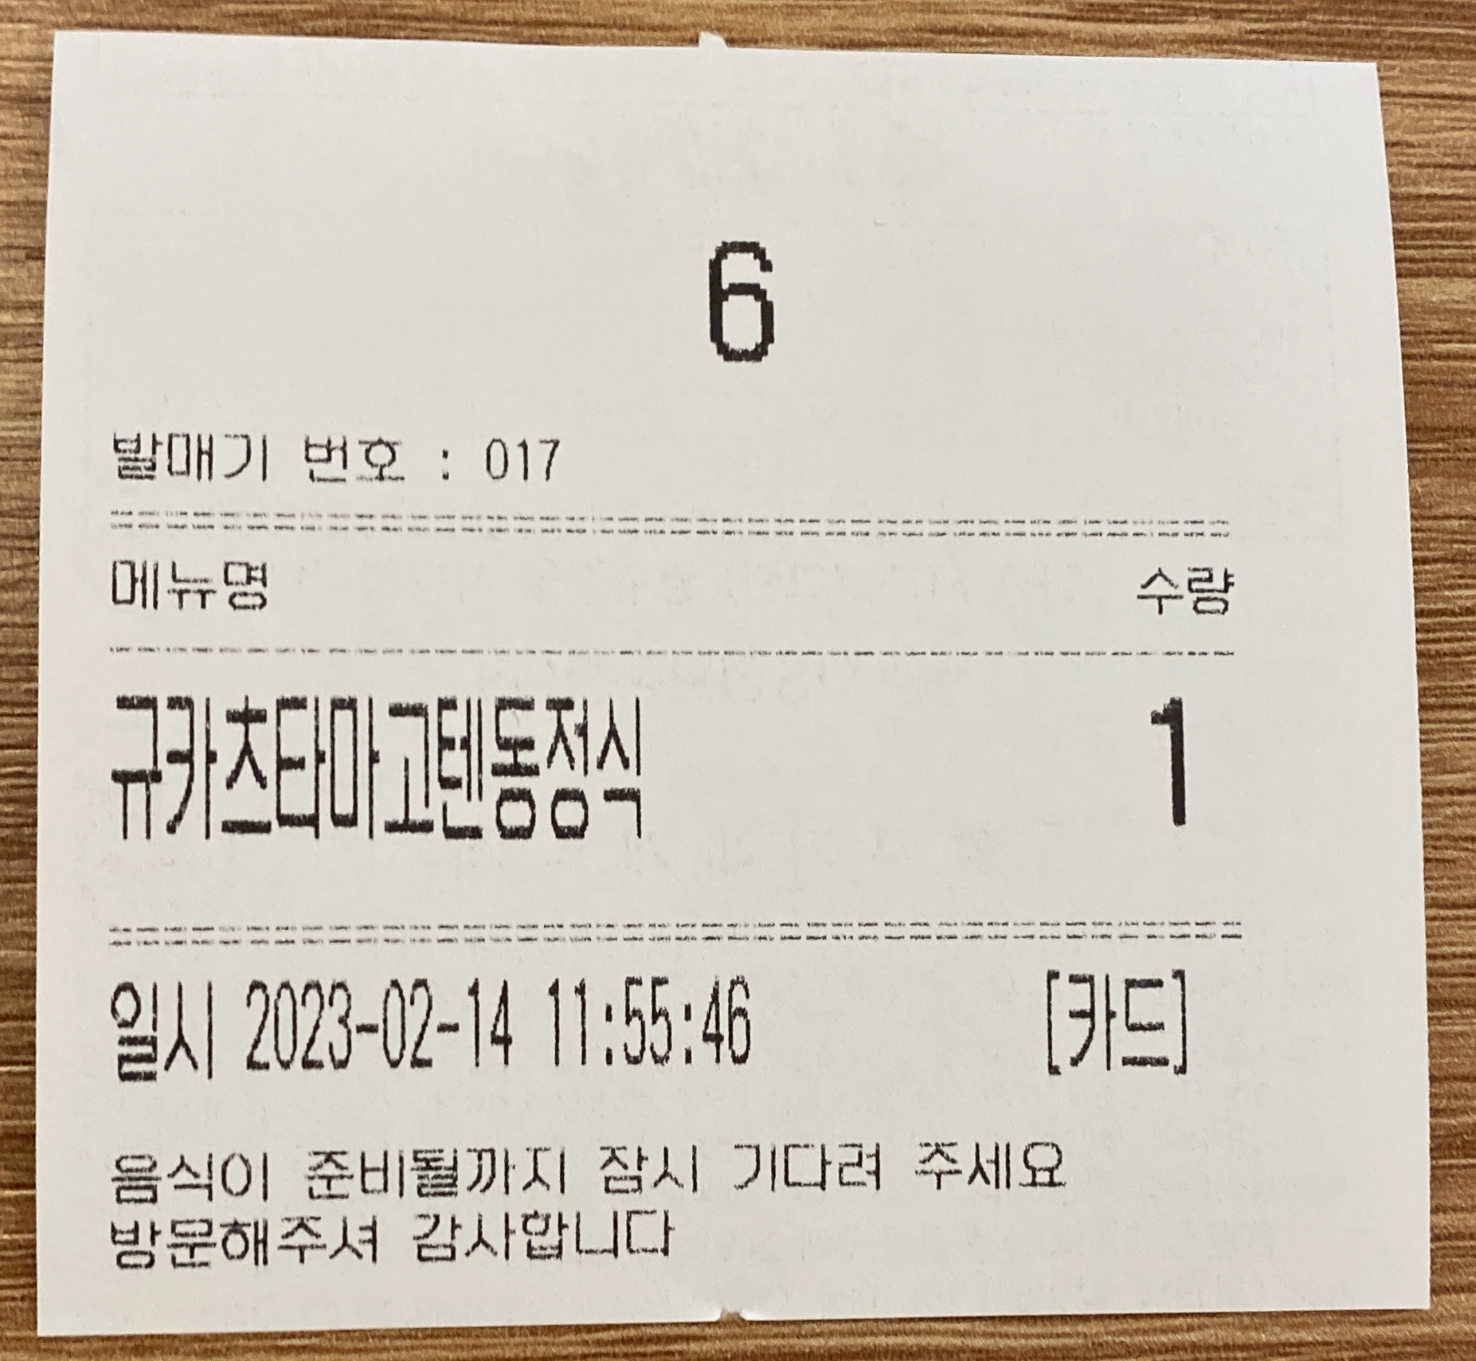 6
발매기 번호 : 017
메뉴명 수량
규카츠타마고텐동정식 1
일시 2023-02-14 11:55:46 [카드]
음식이 준비될까지 잠시 기다려 주세요
방문해주셔 감사합니다